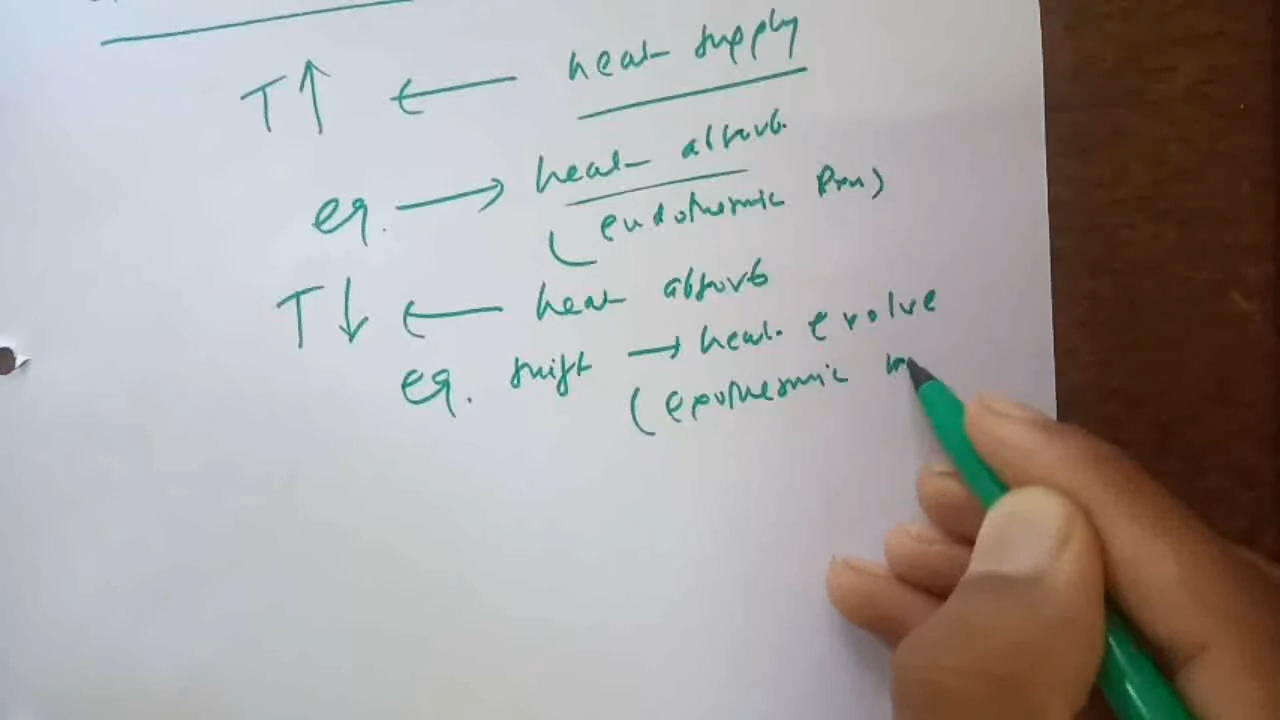 T↑ ← heat supply
eq. → heat absorb.
(endothermic rxn)
T↓ ← heat absorb
eq. shift → heat. evolve
(exothermic